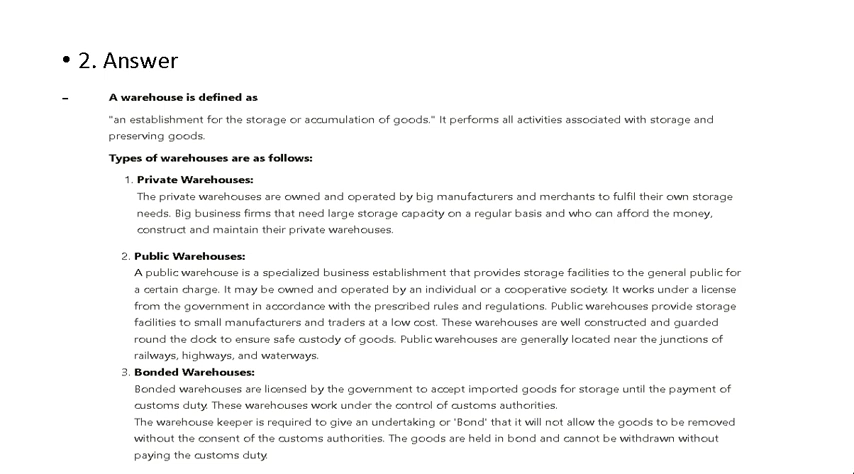 • 2. Answer
– A warehouse is defined as
"an establishment for the storage or accumulation of goods." It performs all activities associated with storage and
preserving goods.
Types of warehouses are as follows:
1. Private Warehouses:
The private warehouses are owned and operated by big manufacturers and merchants to fulfil their own storage
needs. Big business firms that need large storage capacity on a regular basis and who can afford the money,
construct and maintain their private warehouses.
2. Public Warehouses:
A public warehouse is a specialized business establishment that provides storage facilities to the general public for
a certain charge. It may be owned and operated by an individual or a cooperative society. It works under a license
from the government in accordance with the prescribed rules and regulations. Public warehouses provide storage
facilities to small manufacturers and traders at a low cost. These warehouses are well constructed and guarded
round the clock to ensure safe custody of goods. Public warehouses are generally located near the junctions of
railways, highways, and waterways.
3. Bonded Warehouses:
Bonded warehouses are licensed by the government to accept imported goods for storage until the payment of
customs duty. These warehouses work under the control of customs authorities.
The warehouse keeper is required to give an undertaking or 'Bond' that it will not allow the goods to be removed
without the consent of the customs authorities. The goods are held in bond and cannot be withdrawn without
paying the customs duty.